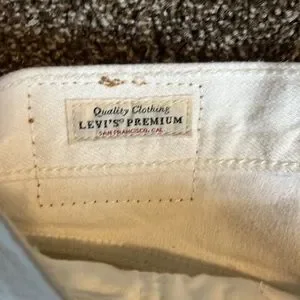 Quality Clothing
LEVI'S® PREMIUM
SAN FRANCISCO, CAL